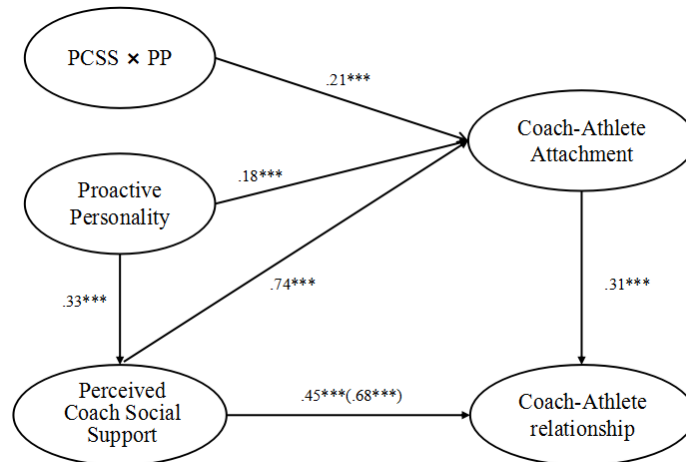 PCSS × PP
.21***
Coach-Athlete
Attachment
.18***
Proactive
Personality
.74***
.33***
.31***
Perceived
Coach Social
Support
.45***(.68***)
Coach-Athlete
relationship